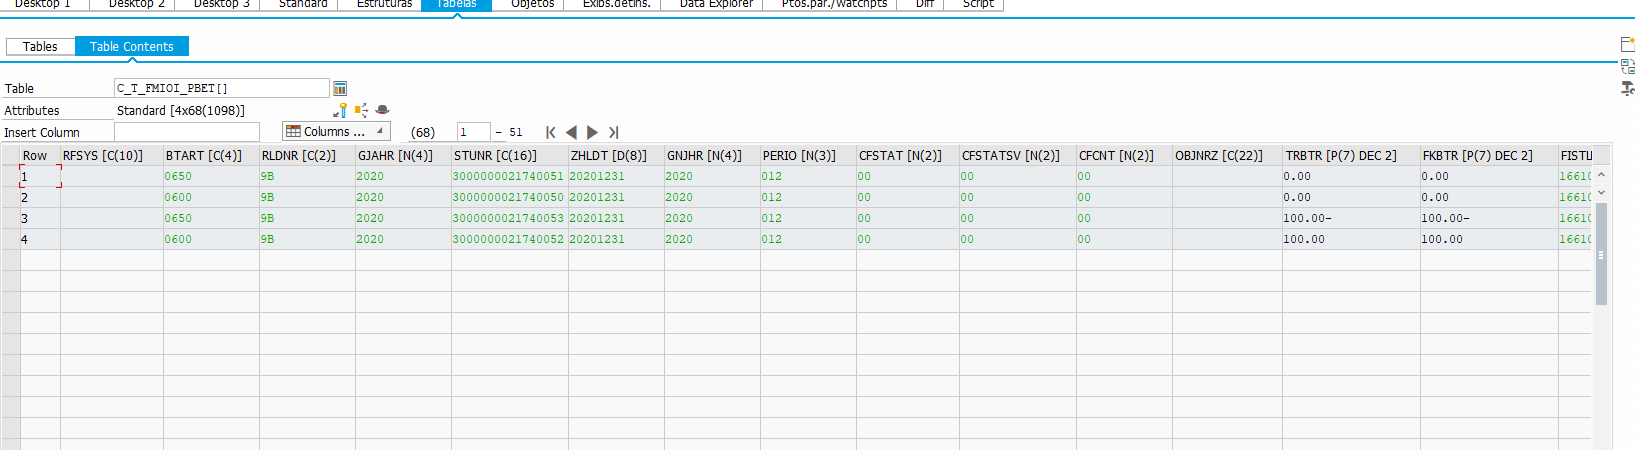 Desktop 1 Desktop 2 Desktop 3 Standard Estruturas Tabelas Objetos Exibs.detins. Data Explorer Ptos.par./Watchpts Diff Script
Tables Table Contents
Table C_T_FMIOI_PBET[]
Attributes Standard [4x68(1098)]
Insert Column Columns ... (68) 1 - 51
Row RFSYS [C(10)] BTART [C(4)] RLDNR [C(2)] GJAHR [N(4)] STUNR [C(16)] ZHLDT [D(8)] GNJHR [N(4)] PERIO [N(3)] CFSTAT [N(2)] CFSTATSV [N(2)] CFCNT [N(2)] OBJNRZ [C(22)] TRBTR [P(7) DEC 2] FKBTR [P(7) DEC 2] FISTL
1 0650 9B 2020 3000000021740051 20201231 2020 012 00 00 00 0.00 0.00 16610
2 0600 9B 2020 3000000021740050 20201231 2020 012 00 00 00 0.00 0.00 16610
3 0650 9B 2020 3000000021740053 20201231 2020 012 00 00 00 100.00- 100.00- 16610
4 0600 9B 2020 3000000021740052 20201231 2020 012 00 00 00 100.00 100.00 16610